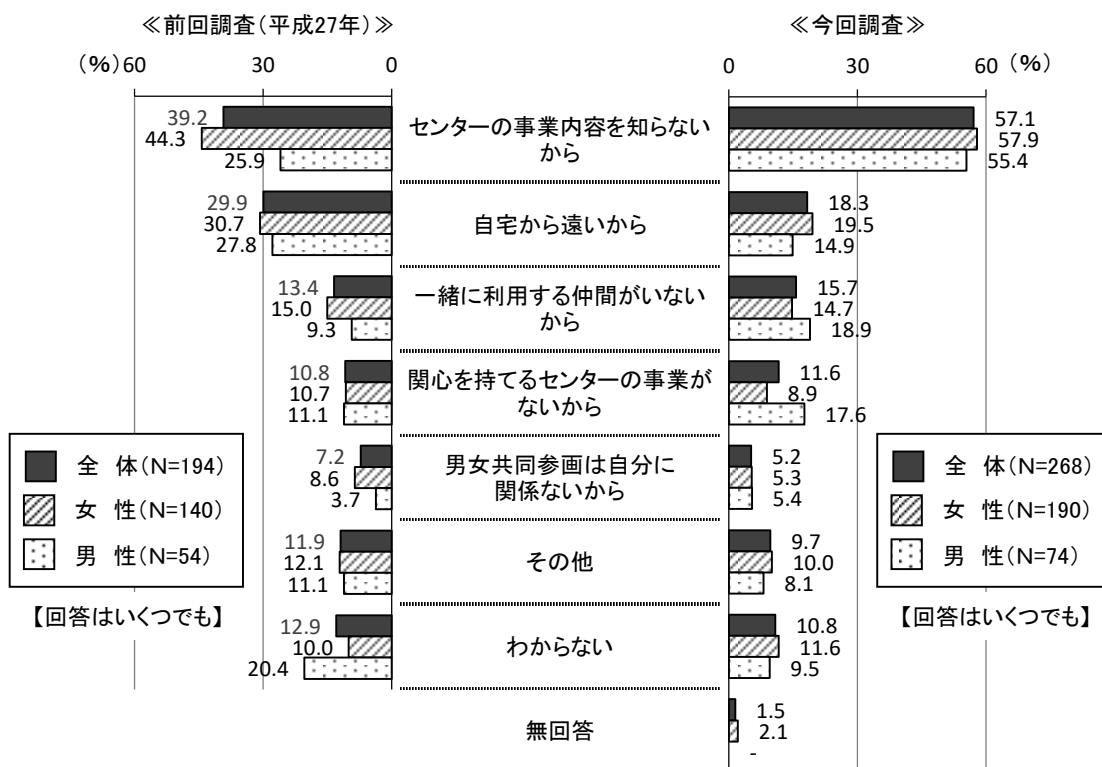 ≪前回調査(平成27年)≫
≪今回調査≫
(%) 60 30 0
0 30 60 (%)
39.2
44.3
25.9
センターの事業内容を知らない
から
57.1
57.9
55.4
29.9
30.7
27.8
自宅から遠いから
18.3
19.5
14.9
13.4
15.0
9.3
一緒に利用する仲間がいない
から
15.7
14.7
18.9
10.8
10.7
11.1
関心を持てるセンターの事業が
ないから
11.6
8.9
17.6
7.2
8.6
3.7
男女共同参画は自分に
関係ないから
5.2
5.3
5.4
11.9
12.1
11.1
その他
9.7
10.0
8.1
12.9
10.0
20.4
わからない
10.8
11.6
9.5
無回答
1.5
2.1
-
全 体(N=194)
女 性(N=140)
男 性(N=54)
【回答はいくつでも】
全 体(N=268)
女 性(N=190)
男 性(N=74)
【回答はいくつでも】